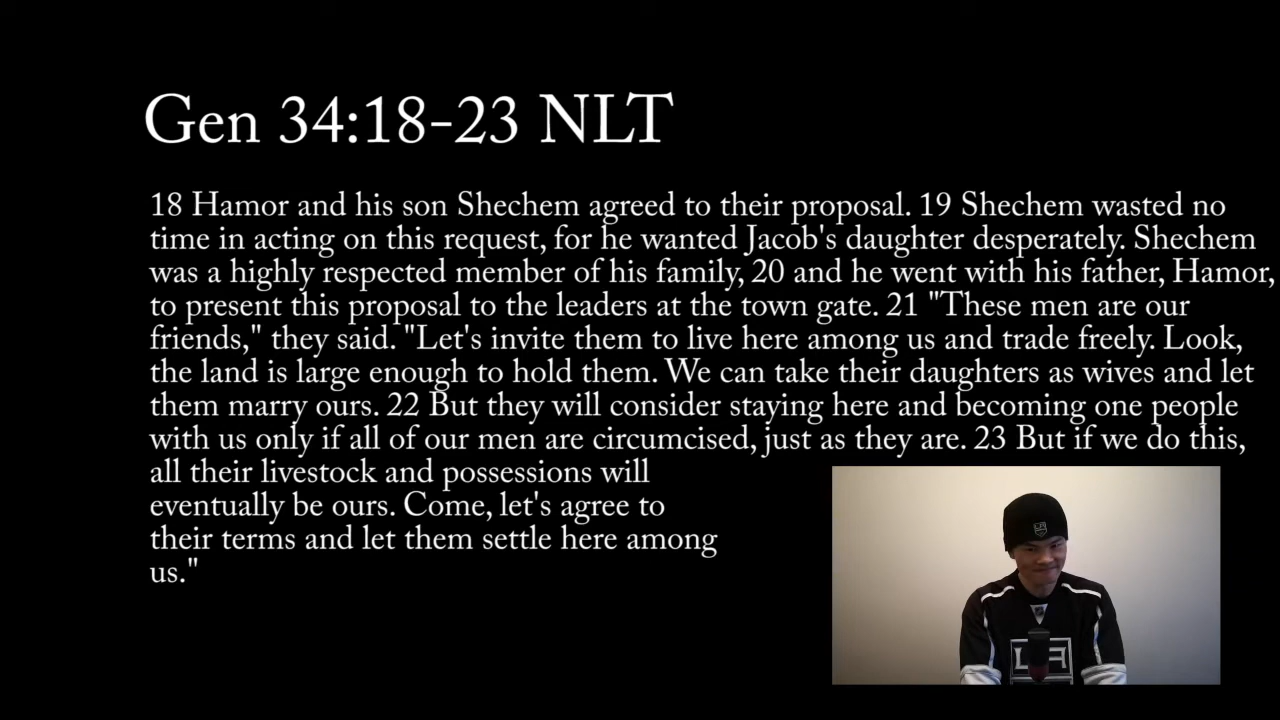 Gen 34:18-23 NLT
18 Hamor and his son Shechem agreed to their proposal. 19 Shechem wasted no
time in acting on this request, for he wanted Jacob's daughter desperately. Shechem
was a highly respected member of his family, 20 and he went with his father, Hamor,
to present this proposal to the leaders at the town gate. 21 "These men are our
friends," they said. "Let's invite them to live here among us and trade freely. Look,
the land is large enough to hold them. We can take their daughters as wives and let
them marry ours. 22 But they will consider staying here and becoming one people
with us only if all of our men are circumcised, just as they are. 23 But if we do this,
all their livestock and possessions will
eventually be ours. Come, let's agree to
their terms and let them settle here among
us."
LA
LA